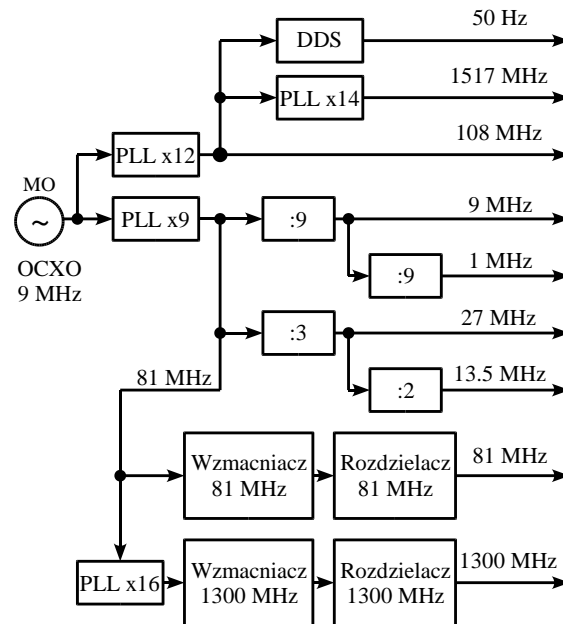 50 Hz
DDS
1517 MHz
PLL x14
108 MHz
PLL x12
MO
~
OCXO
9 MHz
PLL x9
:9
9 MHz
:9
1 MHz
:3
27 MHz
:2
13.5 MHz
81 MHz
Wzmacniacz
81 MHz
Rozdzielacz
81 MHz
81 MHz
PLL x16
Wzmacniacz
1300 MHz
Rozdzielacz
1300 MHz
1300 MHz